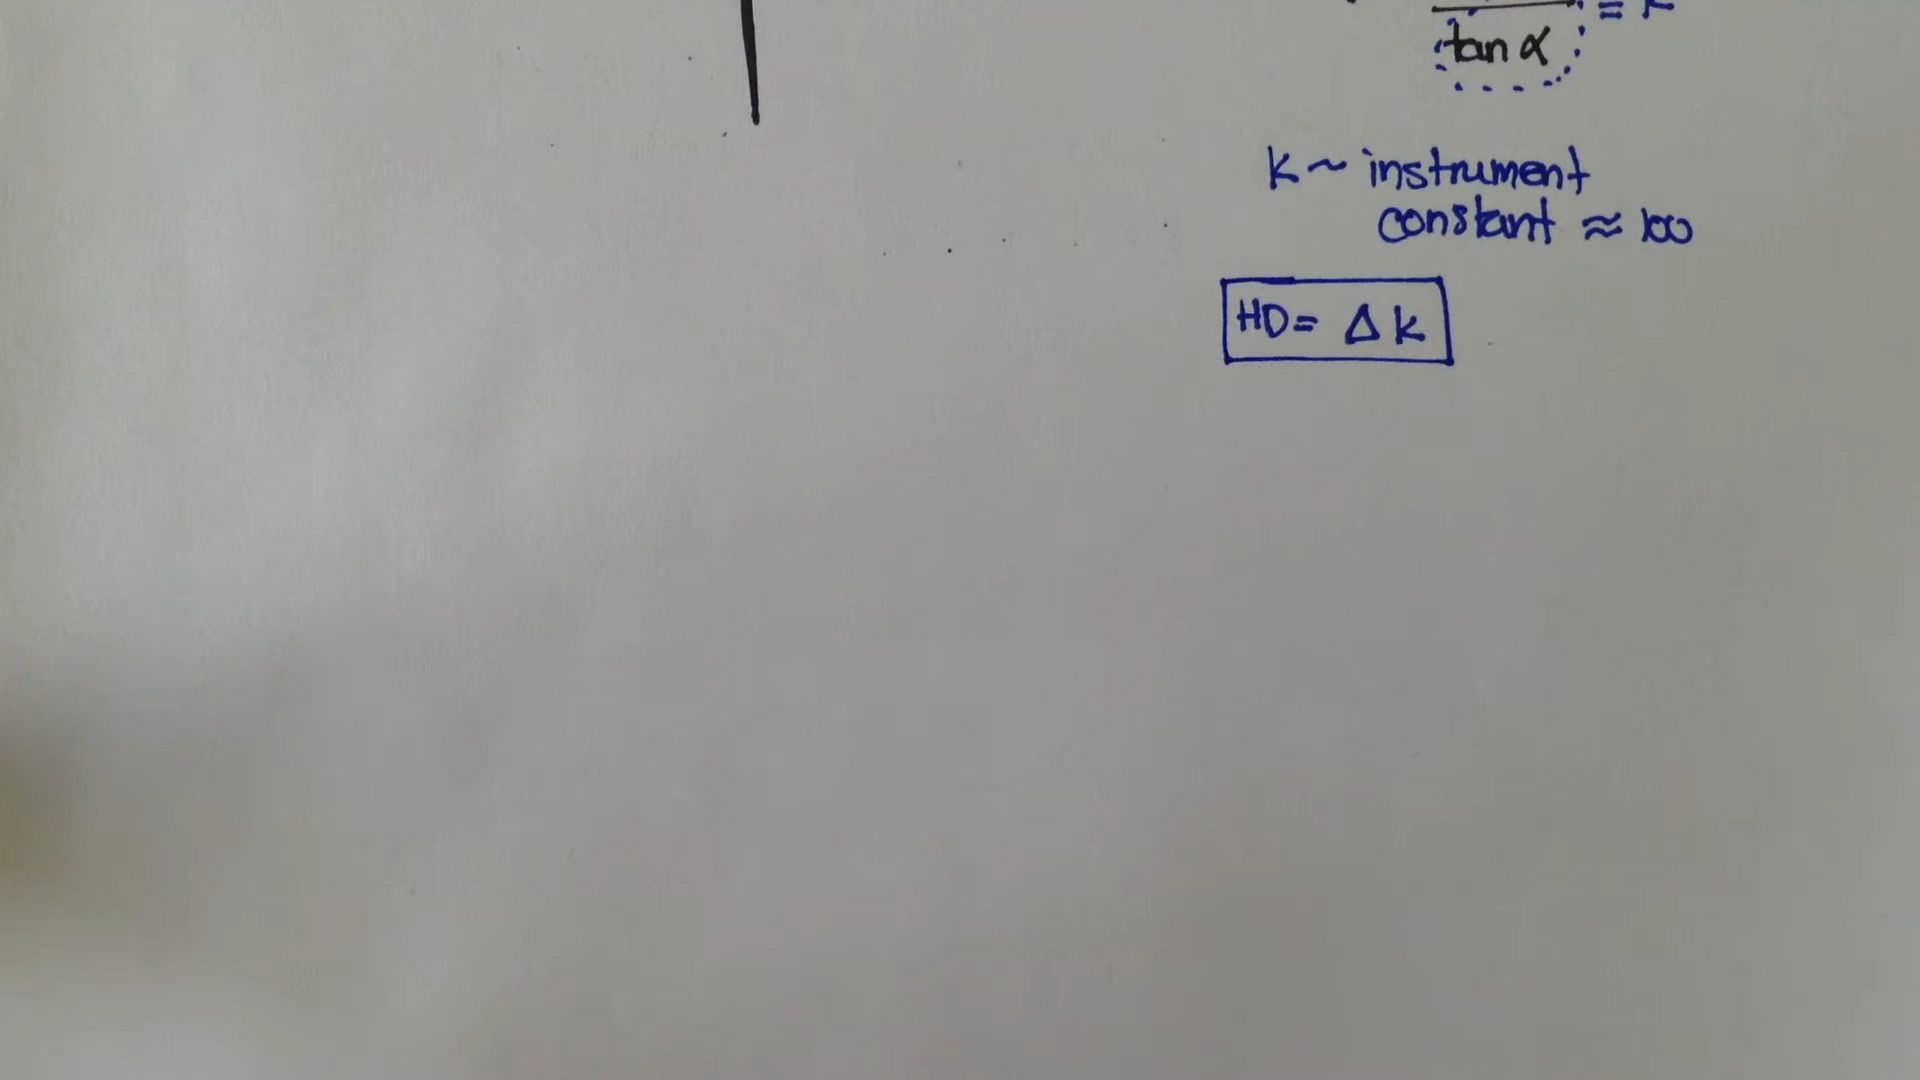 tan α
=
k ~ instrument
constant ≈ 100
HD = Δ k